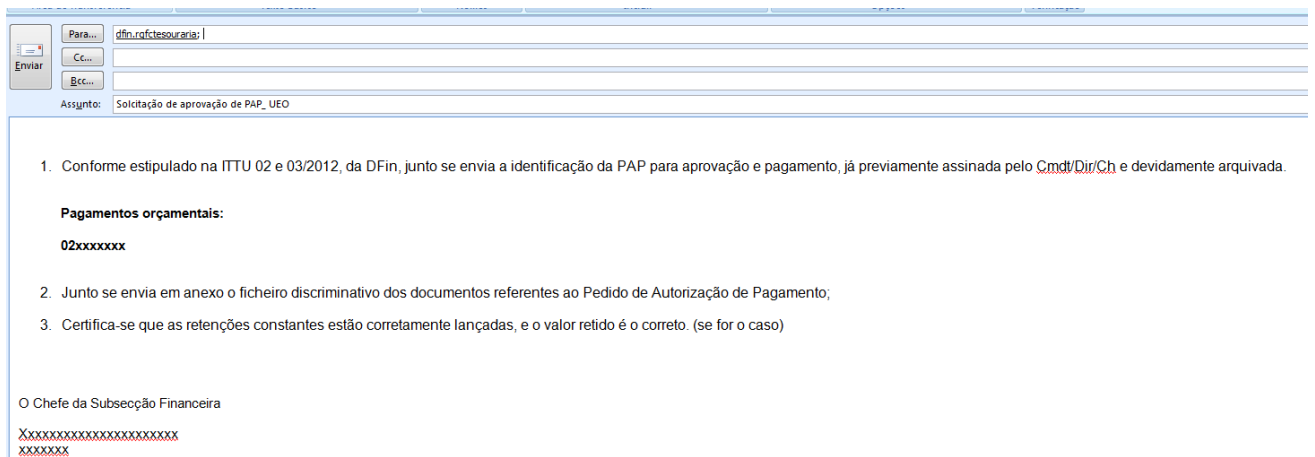 Para...
dfin.rgfctesouraria;
Enviar
Cc...
Bcc...
Assunto:
Solcitação de aprovação de PAP_ UEO
1. Conforme estipulado na ITTU 02 e 03/2012, da DFin, junto se envia a identificação da PAP para aprovação e pagamento, já previamente assinada pelo Cmdt/Dir/Ch e devidamente arquivada.
Pagamentos orçamentais:
02xxxxxxx
2. Junto se envia em anexo o ficheiro discriminativo dos documentos referentes ao Pedido de Autorização de Pagamento;
3. Certifica-se que as retenções constantes estão corretamente lançadas, e o valor retido é o correto. (se for o caso)
O Chefe da Subsecção Financeira
Xxxxxxxxxxxxxxxxxxxxxxx
xxxxxxx